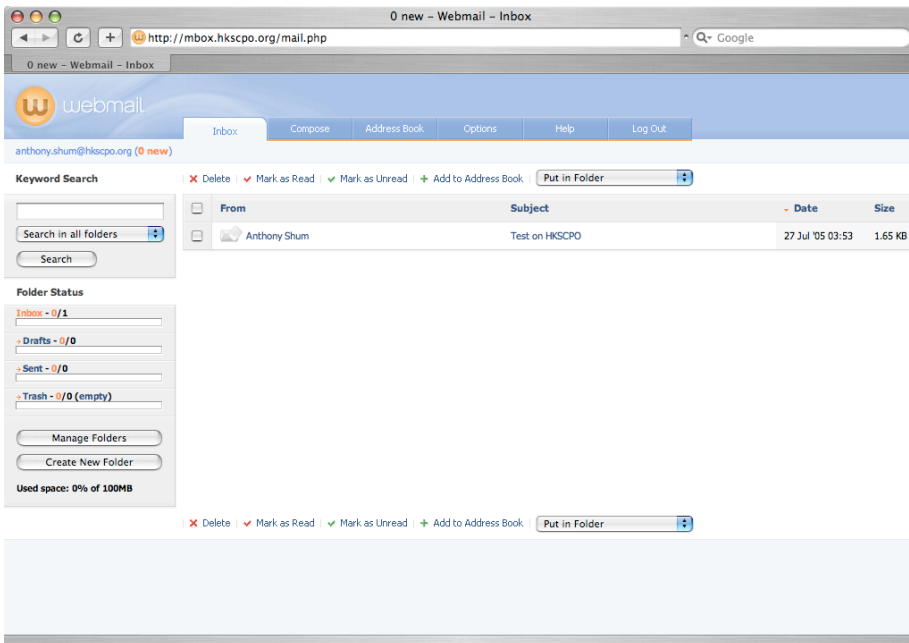 0 new – Webmail – Inbox
http://mbox.hkscpo.org/mail.php
Google
0 new – Webmail – Inbox
w webmail
Inbox Compose Address Book Options Help Log Out
anthony.shum@hkscpo.org (0 new)
Keyword Search
Delete Mark as Read Mark as Unread Add to Address Book Put in Folder
From Subject Date Size
Search in all folders
Anthony Shum Test on HKSCPO 27 Jul '05 03:53 1.65 KB
Search
Folder Status
Inbox - 0/1
Drafts - 0/0
Sent - 0/0
Trash - 0/0 (empty)
Manage Folders
Create New Folder
Used space: 0% of 100MB
Delete Mark as Read Mark as Unread Add to Address Book Put in Folder